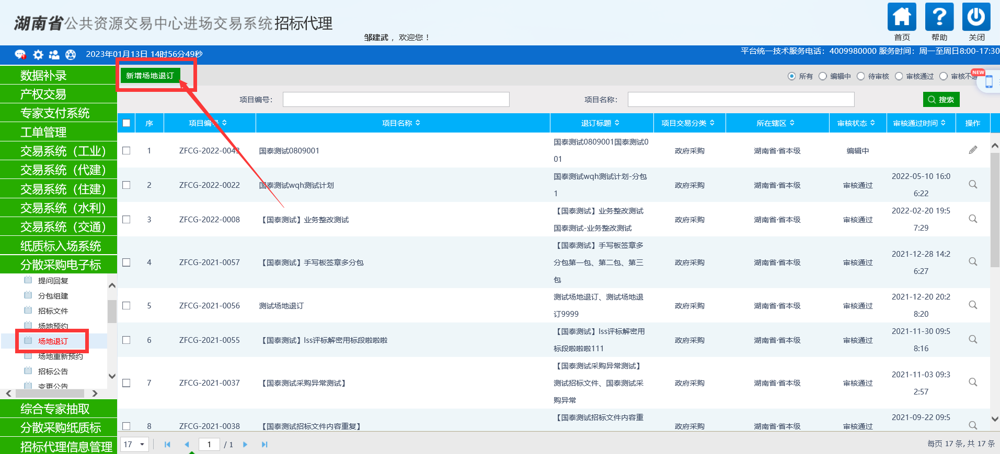 湖南省公共资源交易中心进场交易系统 招标代理
邹建武， 欢迎您！
首页
帮助
关闭
2023年01月13日 14时56分49秒
平台统一技术服务电话：4009980000 服务时间：周一至周日8:00-17:30
数据补录
产权交易
专家支付系统
工单管理
交易系统（工业）
交易系统（代建）
交易系统（住建）
交易系统（水利）
交易系统（交通）
纸质标入场系统
分散采购电子标
提问回复
分包组建
招标文件
场地预约
场地退订
场地重新预约
招标公告
变更公告
综合专家抽取
分散采购纸质标
招标代理信息管理
新增场地退订
所有 编辑中 待审核 审核通过 审核不通
NEW
项目编号：
项目名称：
搜索
序 项目编号 项目名称 退订标题 项目交易分类 所在辖区 审核状态 审核通过时间 操作
1 ZFCG-2022-0043 国泰测试0809001 国泰测试0809001国泰测试0 政府采购 湖南省·省本级 编辑中
01
2 ZFCG-2022-0022 国泰测试wqh测试计划 国泰测试wqh测试计划-分包 政府采购 湖南省·省本级 审核通过 2022-05-10 16:0
1 6:22
3 ZFCG-2022-0008 【国泰测试】业务整改测试 【国泰测试】业务整改测试 政府采购 湖南省·省本级 审核通过 2022-02-20 19:5
国泰测试-业务整改测试 7:29
4 ZFCG-2021-0057 【国泰测试】手写板签章多分包 【国泰测试】手写板签章多 政府采购 湖南省·省本级 审核通过 2021-12-28 14:2
分包第一包、第二包、第三 6:27
包
5 ZFCG-2021-0056 测试场地退订 测试场地退订、测试场地退 政府采购 湖南省·省本级 审核通过 2021-12-20 20:2
订9999 8:20
6 ZFCG-2021-0055 【国泰测试】lss评标解密用标段啦啦啦 【国泰测试】lss评标解密用 政府采购 湖南省·省本级 审核通过 2021-11-30 09:5
标段啦啦啦111 8:16
7 ZFCG-2021-0037 【国泰测试采购异常测试】 【国泰测试采购异常测试】 政府采购 湖南省·省本级 审核通过 2021-11-03 09:3
测试招标文件、国泰测试采 2:57
购异常
8 ZFCG-2021-0038 【国泰测试招标文件内容重复】 【国泰测试招标文件内容重 政府采购 湖南省·省本级 审核通过 2021-09-22 09:5
17 1 / 1
每页 17 条, 共 17 条